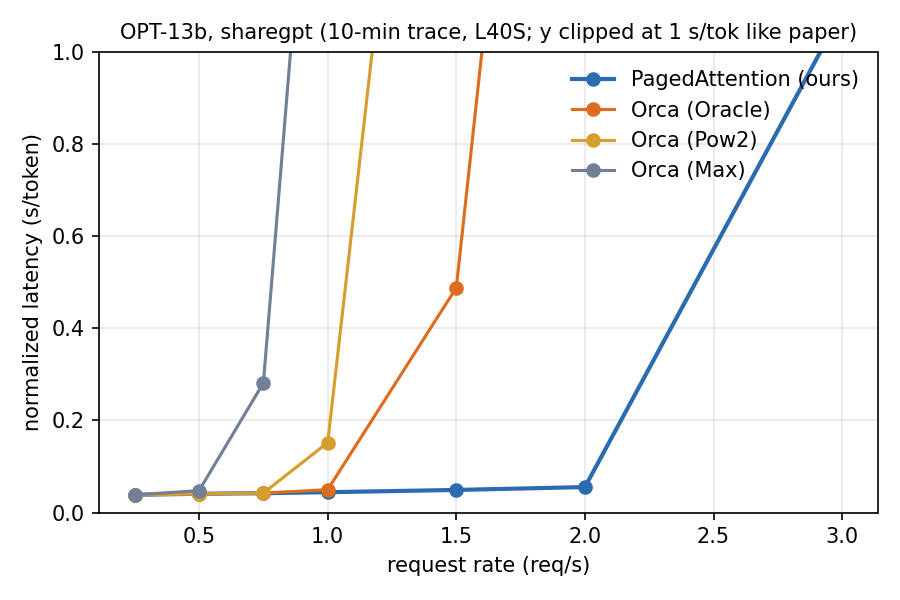 OPT-13b, sharegpt (10-min trace, L40S; y clipped at 1 s/tok like paper)
normalized latency (s/token)
1.0
0.8
0.6
0.4
0.2
0.0
PagedAttention (ours)
Orca (Oracle)
Orca (Pow2)
Orca (Max)
0.5 1.0 1.5 2.0 2.5 3.0
request rate (req/s)